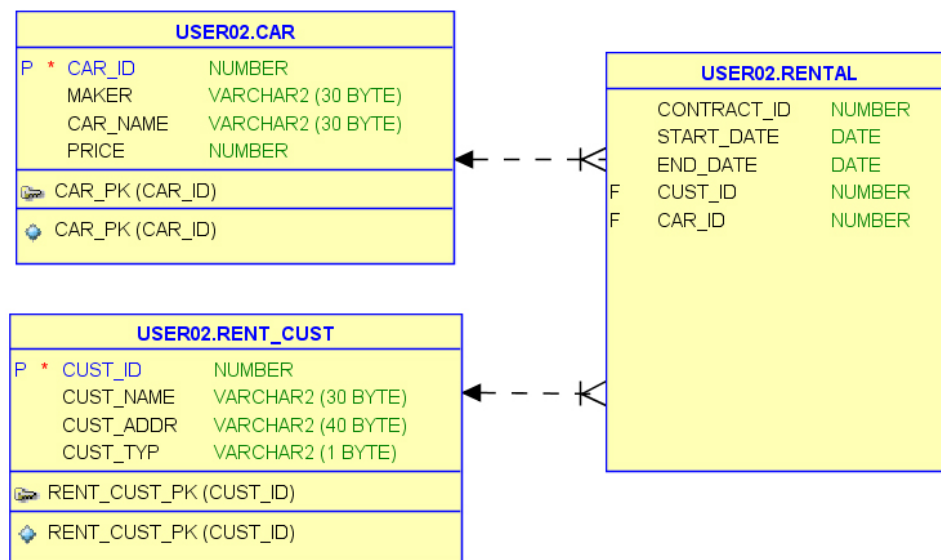 USER02.CAR
P * CAR_ID NUMBER
MAKER VARCHAR2 (30 BYTE)
CAR_NAME VARCHAR2 (30 BYTE)
PRICE NUMBER
CAR_PK (CAR_ID)
CAR_PK (CAR_ID)
USER02.RENTAL
CONTRACT_ID NUMBER
START_DATE DATE
END_DATE DATE
F CUST_ID NUMBER
F CAR_ID NUMBER
USER02.RENT_CUST
P * CUST_ID NUMBER
CUST_NAME VARCHAR2 (30 BYTE)
CUST_ADDR VARCHAR2 (40 BYTE)
CUST_TYP VARCHAR2 (1 BYTE)
RENT_CUST_PK (CUST_ID)
RENT_CUST_PK (CUST_ID)